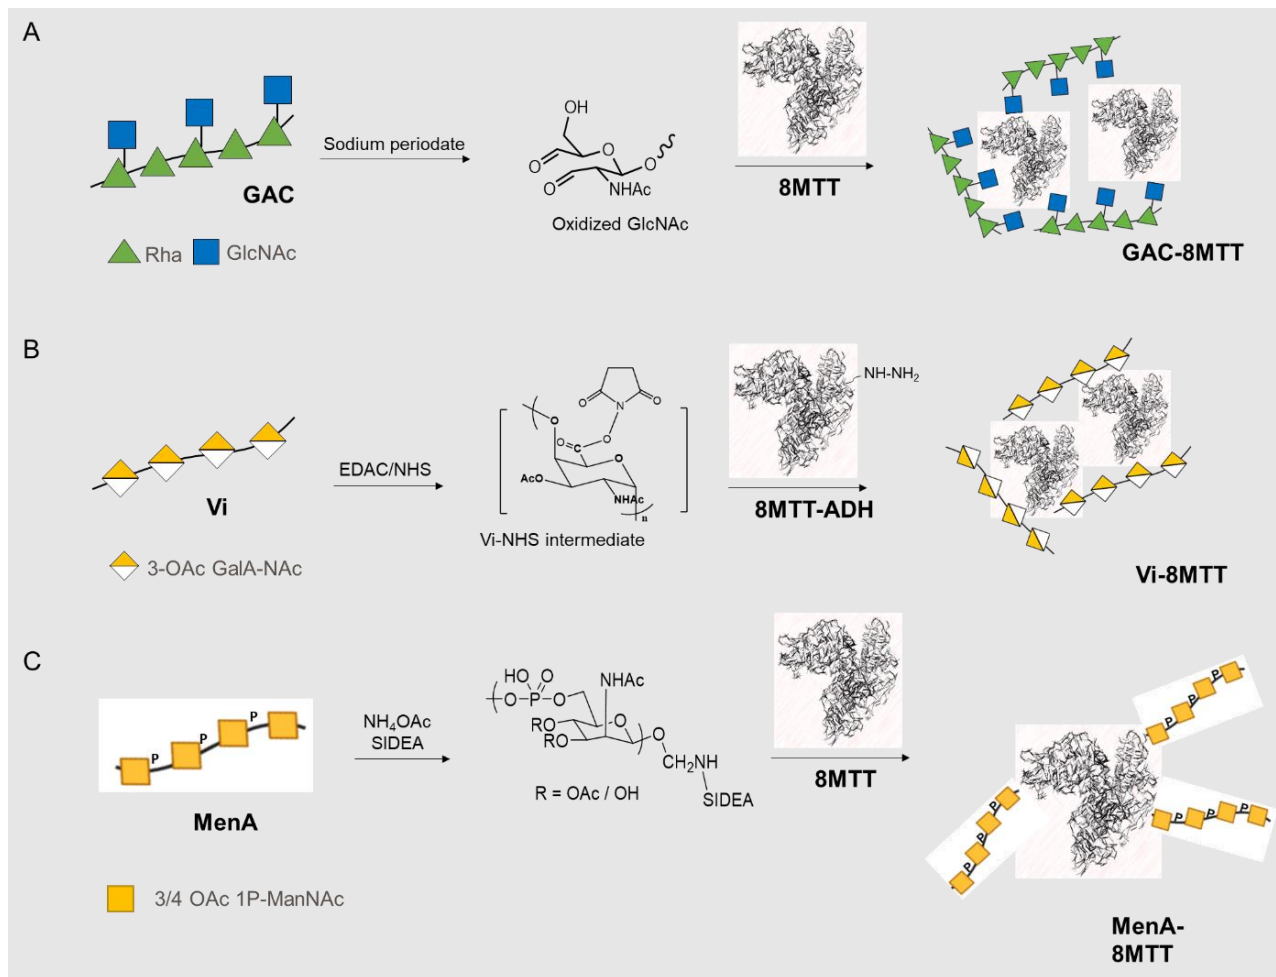 A
GAC
Rha
GlcNAc
Sodium periodate
OH
O
O
O
O
NHAc
Oxidized GlcNAc
8MTT
GAC-8MTT
B
Vi
3-OAc GalA-NAc
EDAC/NHS
O
N
O
O
O=C
O
O
AcO
NHAc
n
Vi-NHS intermediate
NH-NH₂
8MTT-ADH
Vi-8MTT
C
P
P
P
MenA
3/4 OAc 1P-ManNAc
NH₄OAc
SIDEA
HO
O
O
P
O
NHAc
RO
RO
O
O
CH₂NH
SIDEA
R = OAc / OH
8MTT
P
P
P
P
P
P
P
P
P
MenA-
8MTT